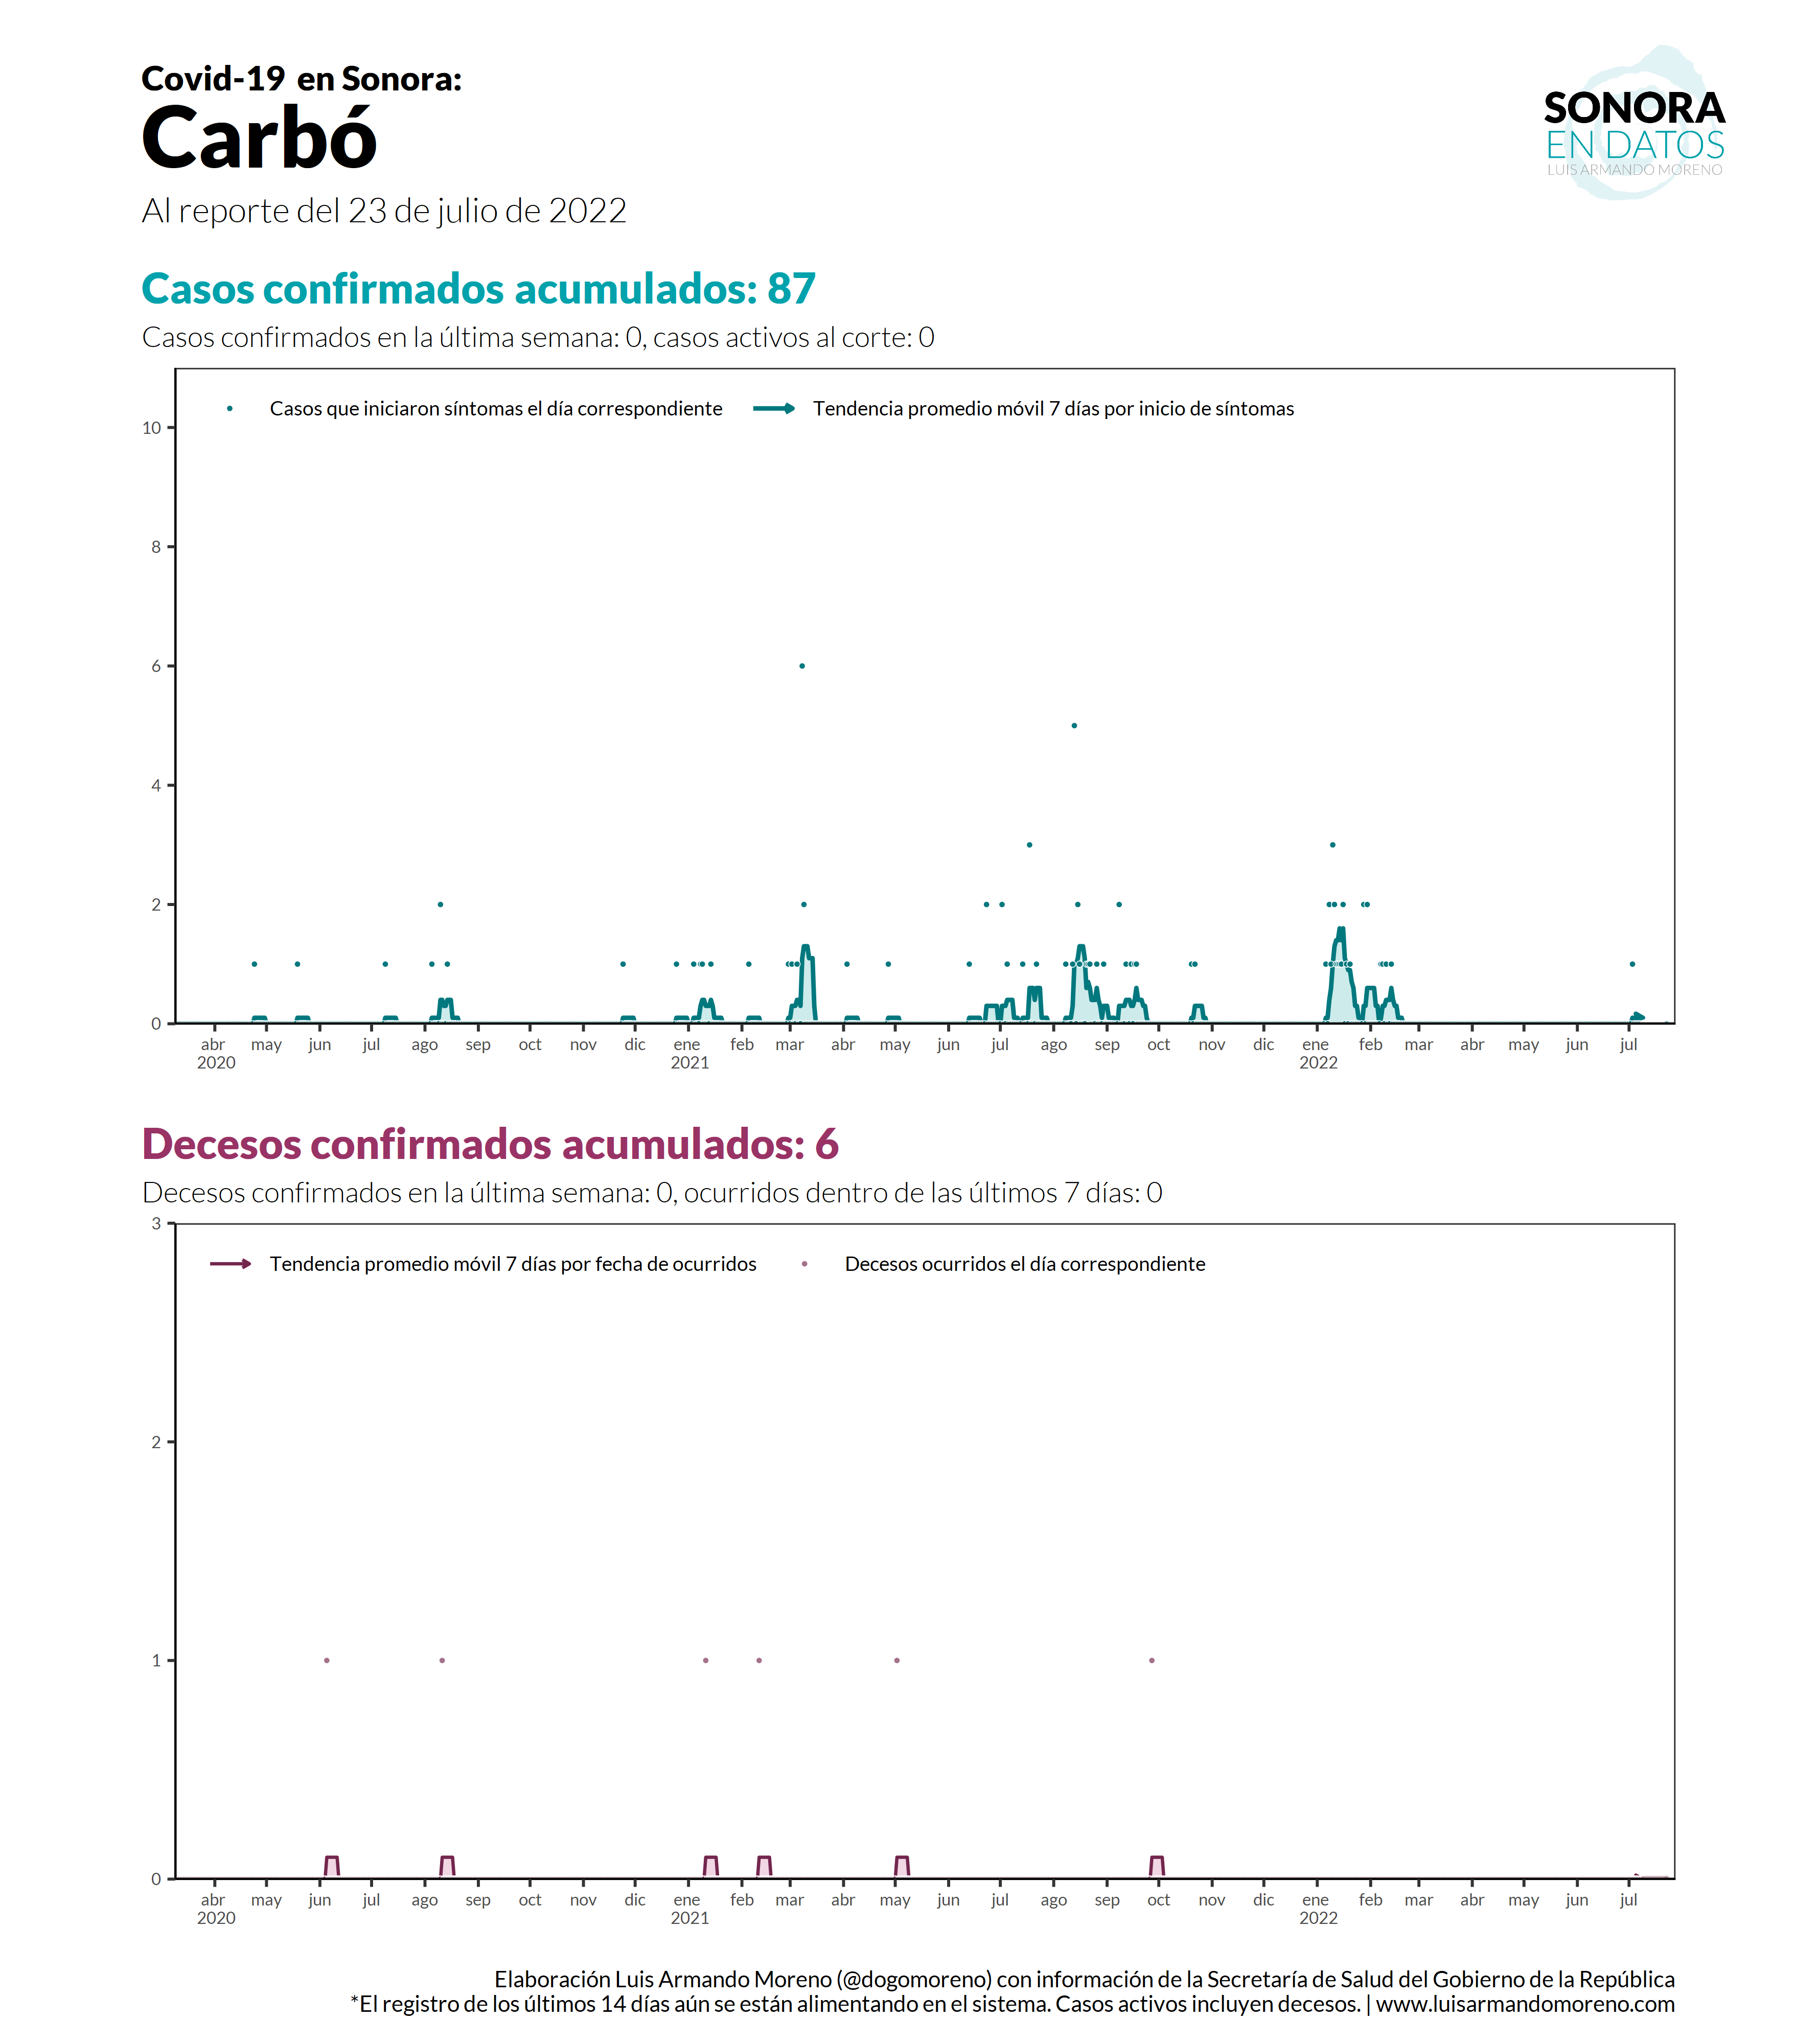 Covid-19 en Sonora:
Carbó
Al reporte del 23 de julio de 2022
SONORA
EN DATOS
LUIS ARMANDO MORENO
Casos confirmados acumulados: 87
Casos confirmados en la última semana: 0, casos activos al corte: 0
Casos que iniciaron síntomas el día correspondiente
Tendencia promedio móvil 7 días por inicio de síntomas
10
8
6
4
2
0
abr may jun jul ago sep oct nov dic ene feb mar abr may jun jul ago sep oct nov dic ene feb mar abr may jun jul
2020 2021 2022
Decesos confirmados acumulados: 6
Decesos confirmados en la última semana: 0, ocurridos dentro de las últimos 7 días: 0
Tendencia promedio móvil 7 días por fecha de ocurridos
Decesos ocurridos el día correspondiente
3
2
1
0
abr may jun jul ago sep oct nov dic ene feb mar abr may jun jul ago sep oct nov dic ene feb mar abr may jun jul
2020 2021 2022
Elaboración Luis Armando Moreno (@dogomoreno) con información de la Secretaría de Salud del Gobierno de la República
*El registro de los últimos 14 días aún se están alimentando en el sistema. Casos activos incluyen decesos. | www.luisarmandomoreno.com